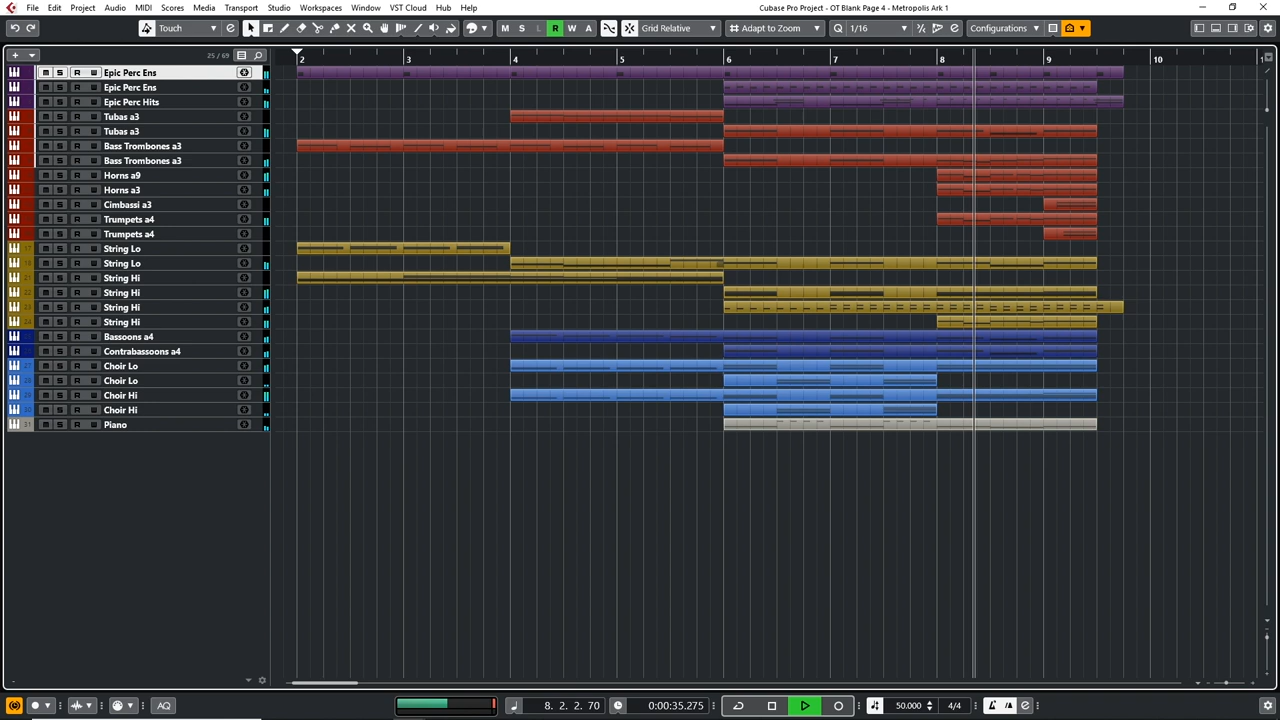 File Edit Project Audio MIDI Scores Media Transport Studio Workspaces Window VST Cloud Hub Help
Cubase Pro Project - OT Blank Page 4 - Metropolis Ark 1
Touch M S L R W A Grid Relative Adapt to Zoom Q 1/16 Configurations
25 / 69
2 3 4 5 6 7 8 9 10
M S R W Epic Perc Ens
M S R W Epic Perc Ens
M S R W Epic Perc Hits
M S R W Tubas a3
M S R W Tubas a3
M S R W Bass Trombones a3
M S R W Bass Trombones a3
M S R W Horns a9
M S R W Horns a3
M S R W Cimbassi a3
M S R W Trumpets a4
M S R W Trumpets a4
M S R W String Lo
M S R W String Lo
M S R W String Hi
M S R W String Hi
M S R W String Hi
M S R W String Hi
M S R W Bassoons a4
M S R W Contrabassoons a4
M S R W Choir Lo
M S R W Choir Lo
M S R W Choir Hi
M S R W Choir Hi
M S R W Piano
AQ 8. 2. 2. 70 0:00:35.275 50.000 4/4